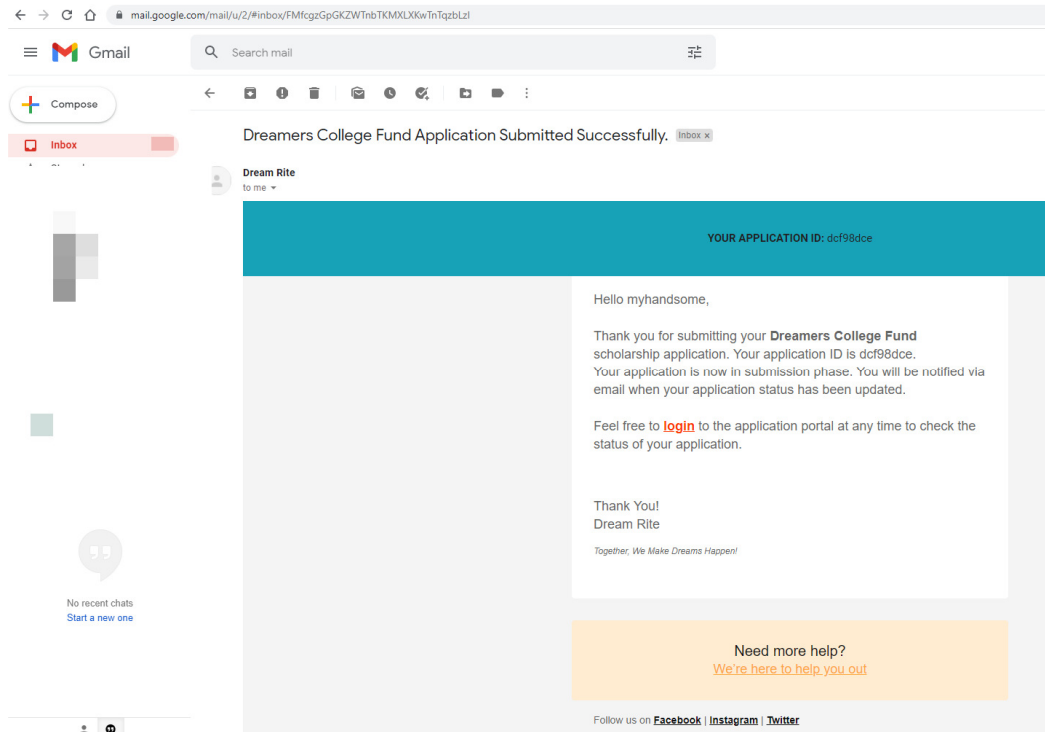 mail.google.com/mail/u/2/#inbox/FMfcgzGpGKZWTnbTKMXLXKwTnTqzbLzl
Gmail
Search mail
Compose
Inbox
Dreamers College Fund Application Submitted Successfully. Inbox x
Dream Rite
to me
YOUR APPLICATION ID: dcf98dce
Hello myhandsome,
Thank you for submitting your Dreamers College Fund
scholarship application. Your application ID is dcf98dce.
Your application is now in submission phase. You will be notified via
email when your application status has been updated.
Feel free to login to the application portal at any time to check the
status of your application.
Thank You!
Dream Rite
Together, We Make Dreams Happen!
No recent chats
Start a new one
Need more help?
We're here to help you out
Follow us on Facebook | Instagram | Twitter